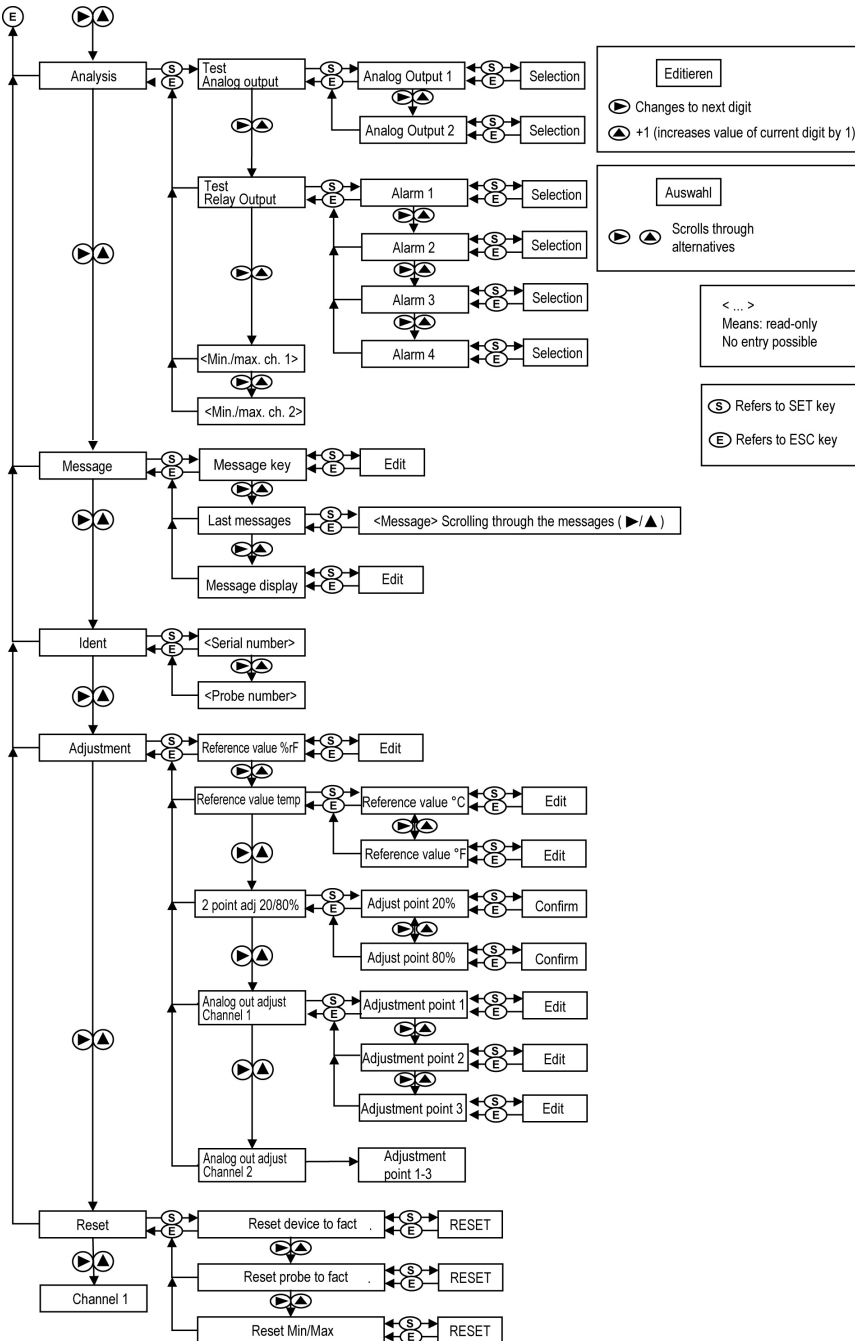 E
Analysis
S
E
Test
Analog output
S
E
Analog Output 1
S
E
Selection
Analog Output 2
S
E
Selection
Test
Relay Output
S
E
Alarm 1
S
E
Selection
Alarm 2
S
E
Selection
Alarm 3
S
E
Selection
Alarm 4
S
E
Selection
<Min./max. ch. 1>
<Min./max. ch. 2>
Editieren
Changes to next digit
+1 (increases value of current digit by 1)
Auswahl
Scrolls through
alternatives
< ... >
Means: read-only
No entry possible
S Refers to SET key
E Refers to ESC key
Message
S
E
Message key
S
E
Edit
Last messages
S
E
<Message> Scrolling through the messages ( ▶/▲ )
Message display
S
E
Edit
Ident
S
E
<Serial number>
<Probe number>
Adjustment
S
E
Reference value %rF
S
E
Edit
Reference value temp
S
E
Reference value °C
S
E
Edit
Reference value °F
S
E
Edit
2 point adj 20/80%
S
E
Adjust point 20%
S
E
Confirm
Adjust point 80%
S
E
Confirm
Analog out adjust
Channel 1
S
E
Adjustment point 1
S
E
Edit
Adjustment point 2
S
E
Edit
Adjustment point 3
S
E
Edit
Analog out adjust
Channel 2
Adjustment
point 1-3
Reset
S
E
Reset device to fact .
S
E
RESET
Reset probe to fact .
S
E
RESET
Reset Min/Max
S
E
RESET
Channel 1